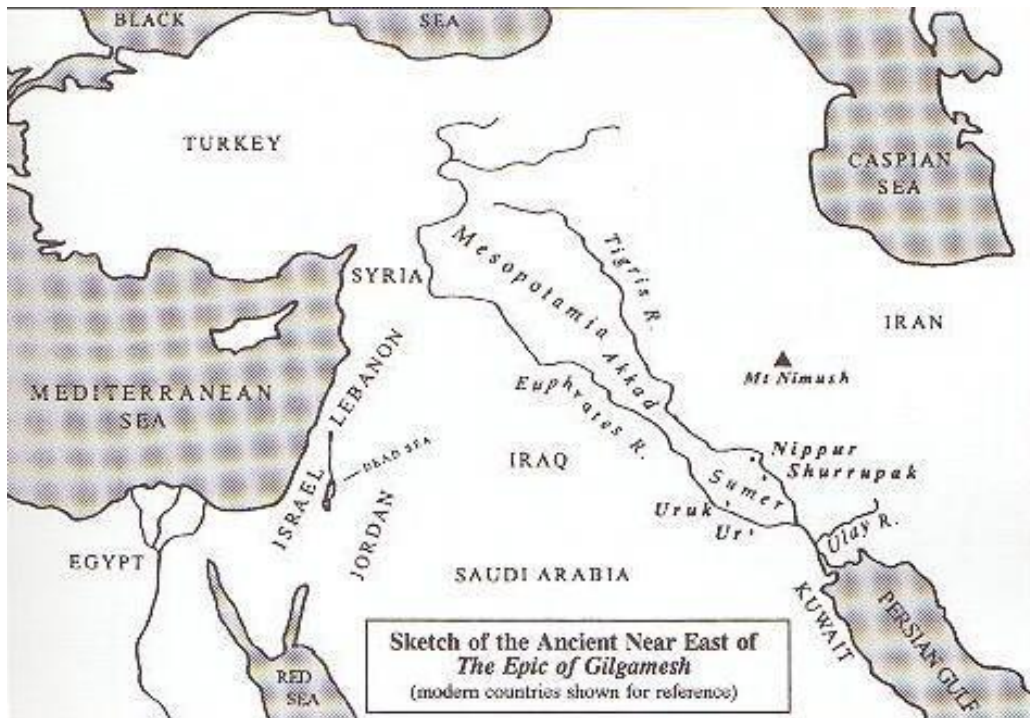 BLACK
SEA
TURKEY
CASPIAN
SEA
Mesopotamia
Tigris R.
SYRIA
IRAN
LEBANON
Mt Nimush
MEDITERRANEAN
SEA
Akkad
Euphrates R.
DEAD SEA
IRAQ
Nippur
Shurrupak
ISRAEL
JORDAN
Sumer
Uruk
Ur
Ulay R.
EGYPT
SAUDI ARABIA
KUWAIT
PERSIAN GULF
RED
SEA
Sketch of the Ancient Near East of
The Epic of Gilgamesh
(modern countries shown for reference)